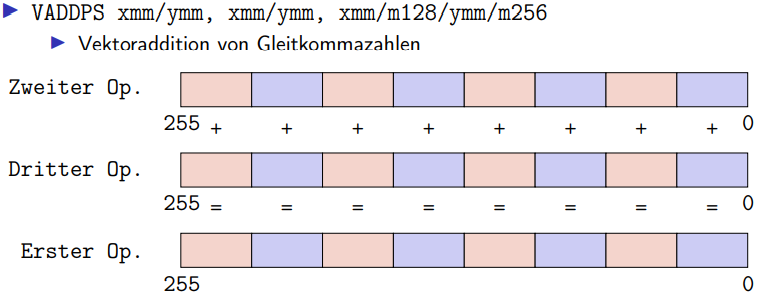 VADDPS xmm/ymm, xmm/ymm, xmm/m128/ymm/m256
Vektoraddition von Gleitkommazahlen
Zweiter Op.
255 + + + + + + + + 0
Dritter Op.
255 = = = = = = = = 0
Erster Op.
255 0